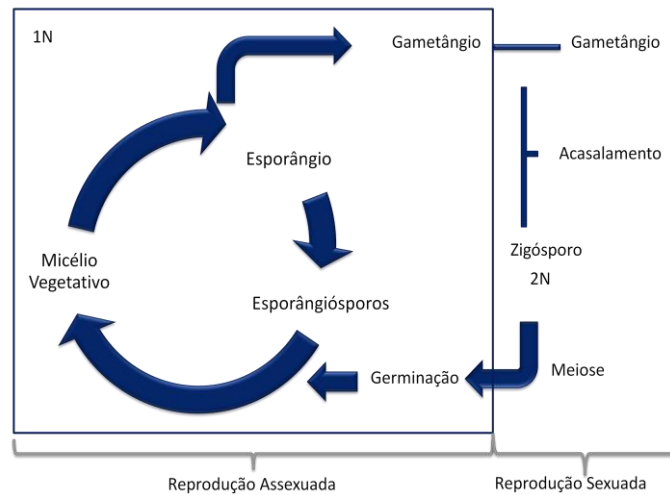 1N
Gametângio
Gametângio
Esporângio
Acasalamento
Micélio
Vegetativo
Zigósporo
2N
Esporângiósporos
Germinação
Meiose
Reprodução Assexuada
Reprodução Sexuada